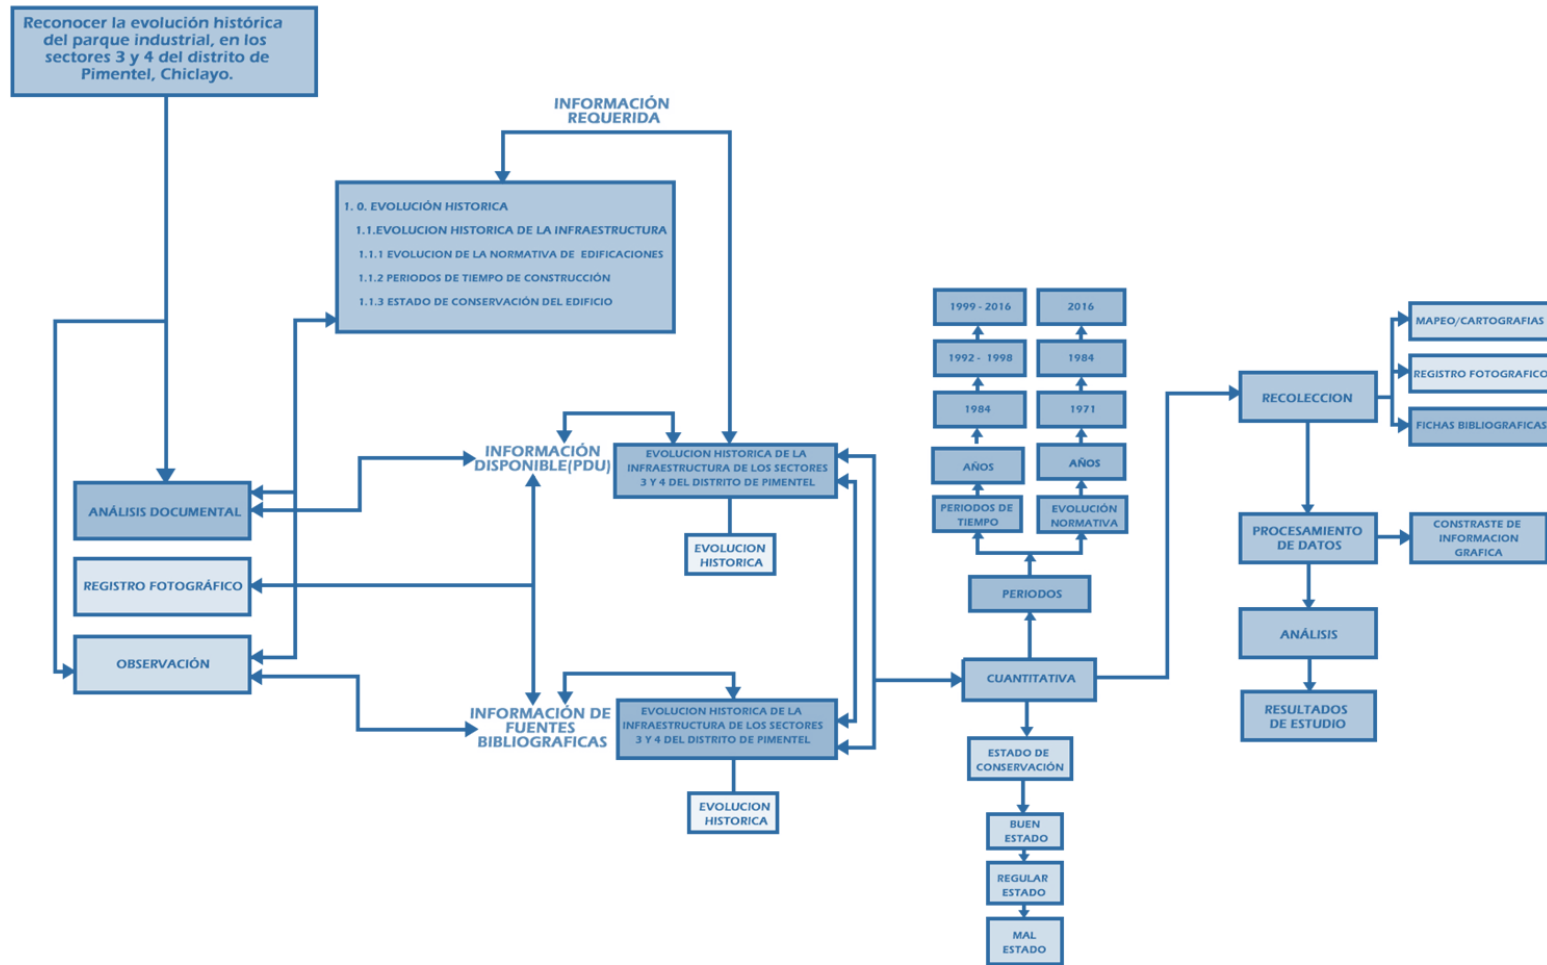 Reconocer la evolución histórica
del parque industrial, en los
sectores 3 y 4 del distrito de
Pimentel, Chiclayo.
INFORMACIÓN
REQUERIDA
1. 0. EVOLUCIÓN HISTORICA
1.1.EVOLUCION HISTORICA DE LA INFRAESTRUCTURA
1.1.1 EVOLUCION DE LA NORMATIVA DE EDIFICACIONES
1.1.2 PERIODOS DE TIEMPO DE CONSTRUCCIÓN
1.1.3 ESTADO DE CONSERVACIÓN DEL EDIFICIO
ANÁLISIS DOCUMENTAL
REGISTRO FOTOGRÁFICO
OBSERVACIÓN
INFORMACIÓN
DISPONIBLE(PDU)
EVOLUCION HISTORICA DE LA
INFRAESTRUCTURA DE LOS SECTORES
3 Y 4 DEL DISTRITO DE PIMENTEL
EVOLUCION
HISTORICA
INFORMACIÓN DE
FUENTES
BIBLIOGRAFICAS
EVOLUCION HISTORICA DE LA
INFRAESTRUCTURA DE LOS SECTORES
3 Y 4 DEL DISTRITO DE PIMENTEL
EVOLUCION
HISTORICA
1999 - 2016
1992 - 1998
1984
AÑOS
PERIODOS DE
TIEMPO
2016
1984
1971
AÑOS
EVOLUCIÓN
NORMATIVA
PERIODOS
CUANTITATIVA
ESTADO DE
CONSERVACIÓN
BUEN
ESTADO
REGULAR
ESTADO
MAL
ESTADO
RECOLECCION
MAPEO/CARTOGRAFIAS
REGISTRO FOTOGRAFICO
FICHAS BIBLIOGRAFICAS
PROCESAMIENTO
DE DATOS
CONSTRASTE DE
INFORMACION
GRAFICA
ANÁLISIS
RESULTADOS
DE ESTUDIO